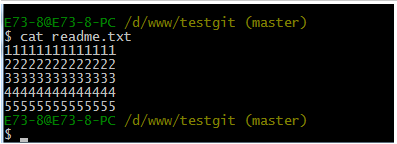 E73-8@E73-8-PC /d/www/testgit (master)
$ cat readme.txt
11111111111111
22222222222222
33333333333333
44444444444444
55555555555555
E73-8@E73-8-PC /d/www/testgit (master)
$